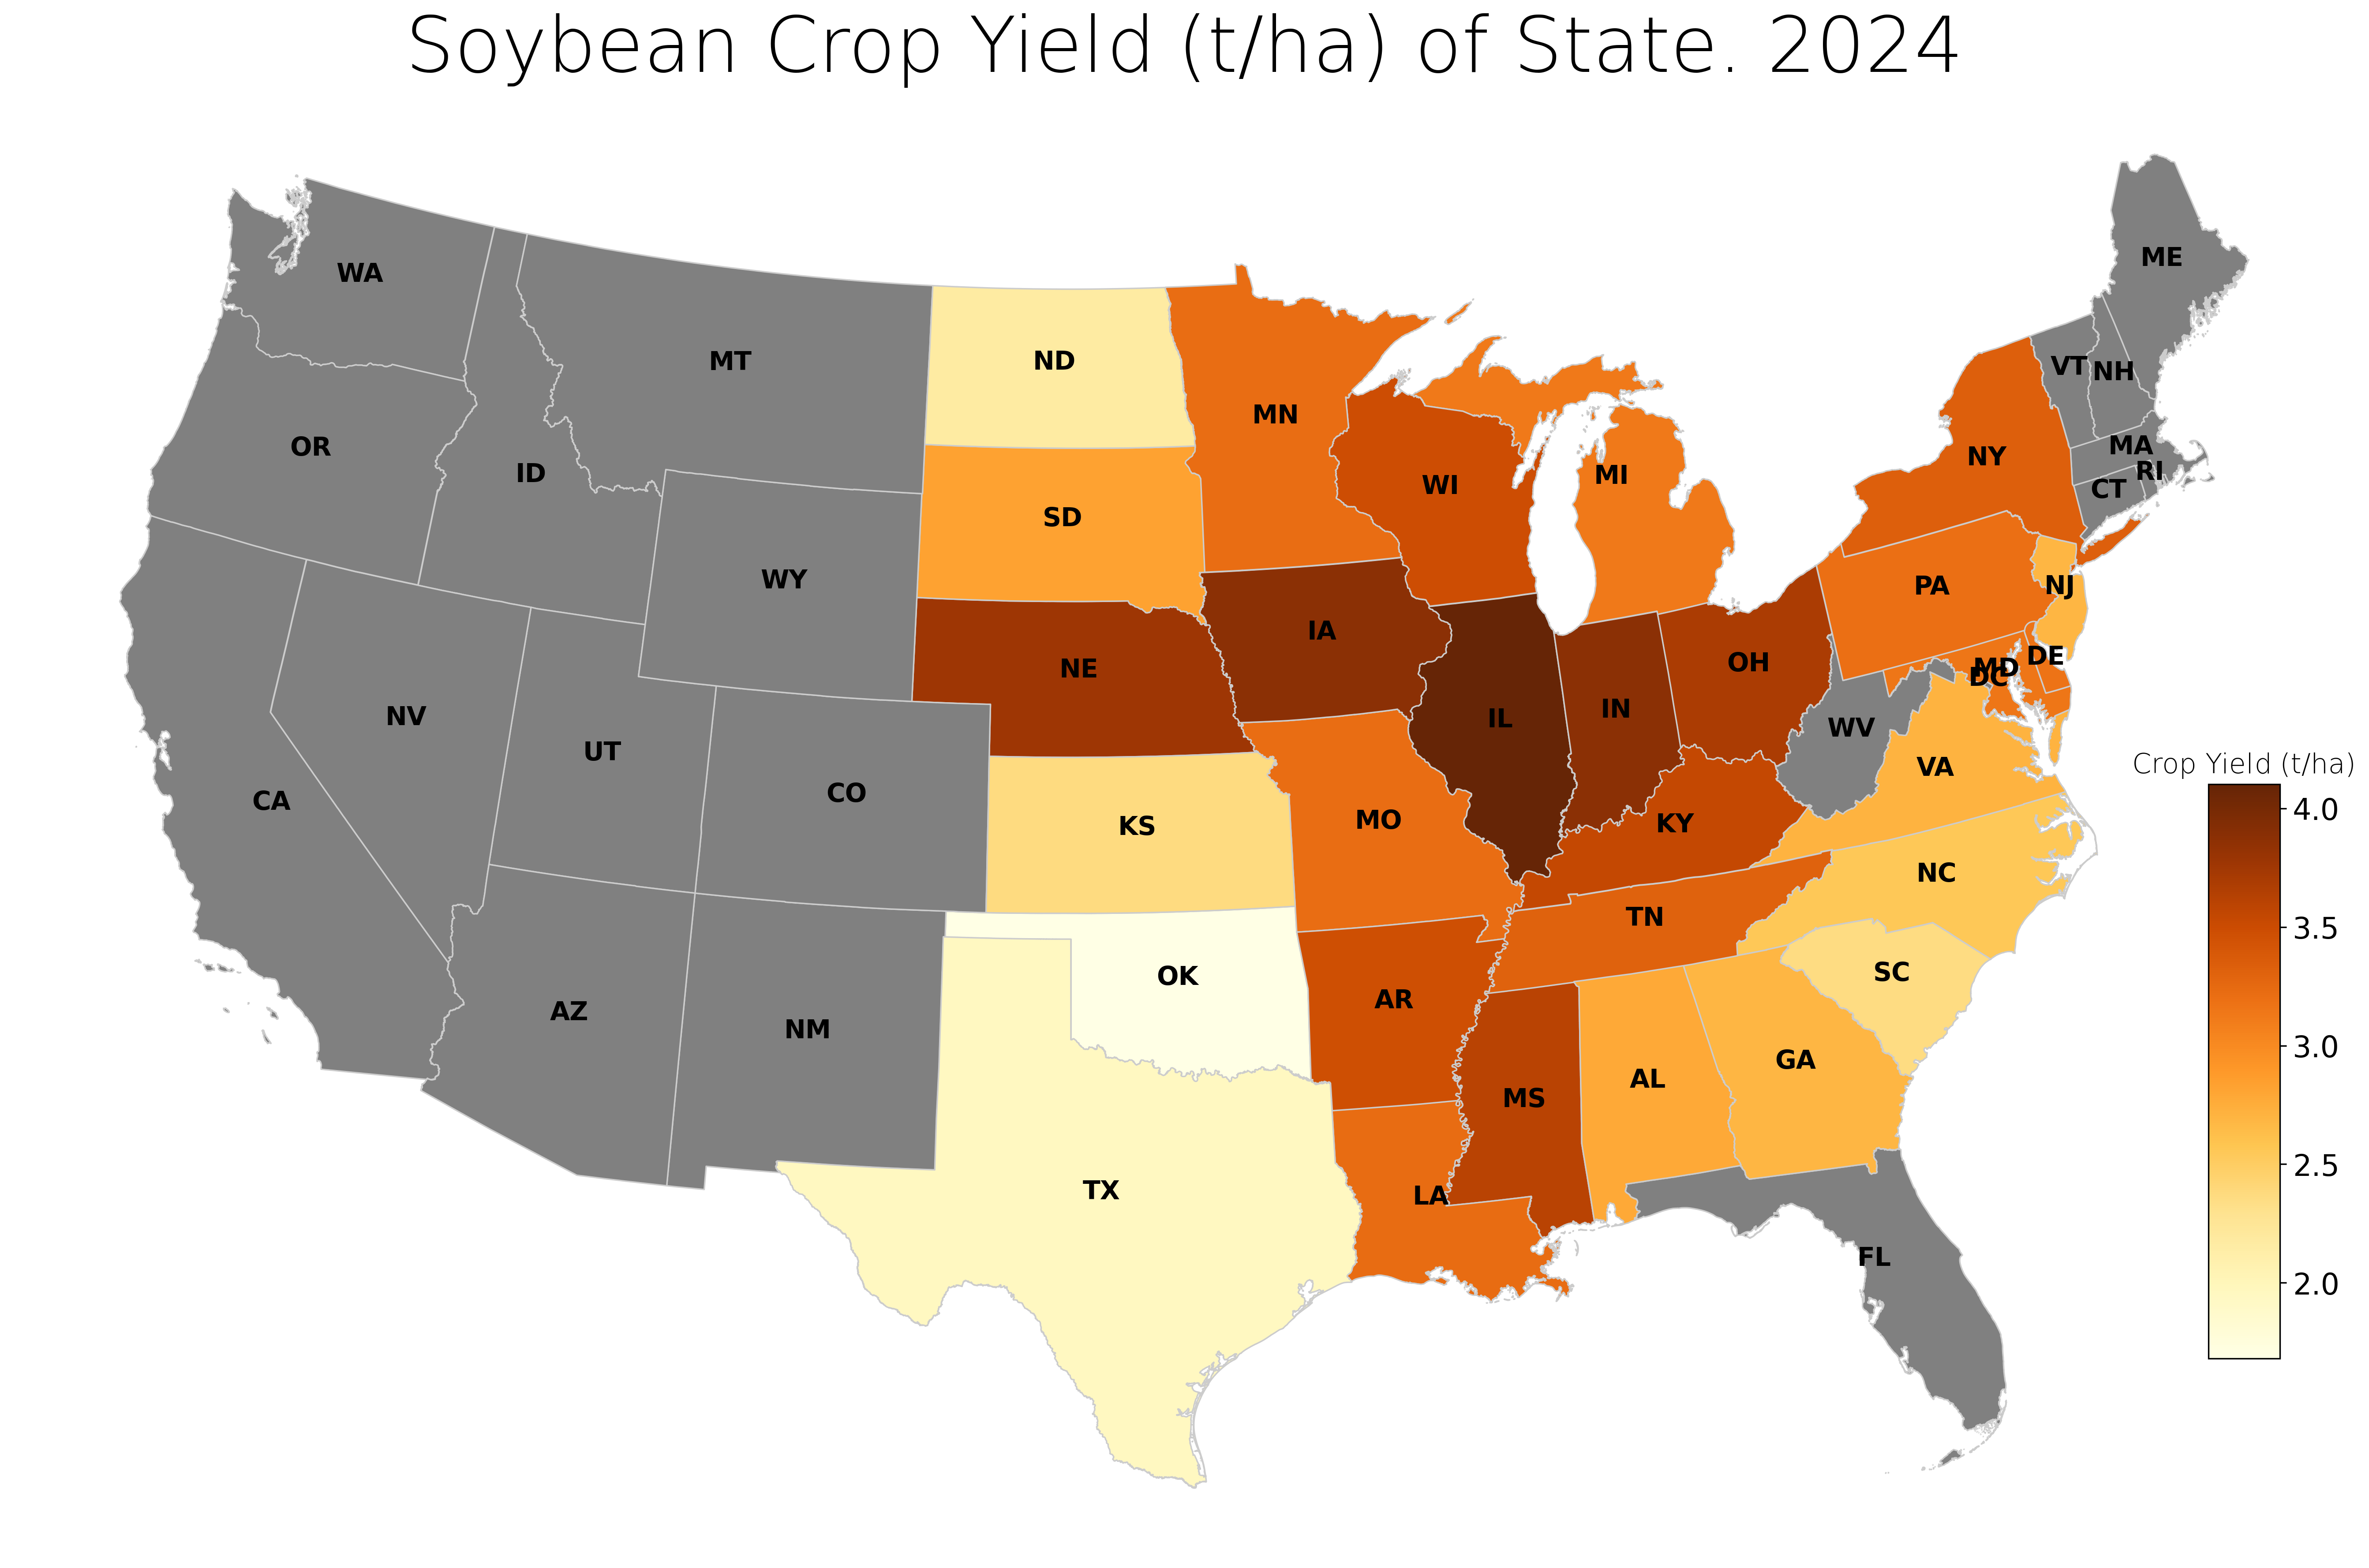 Soybean Crop Yield (t/ha) of State. 2024
ME
WA
MT
ND
VT
NH
MN
OR
ID
SD
WI
MI
NY
MA
RI
CT
WY
PA
NJ
IA
NE
OH
MD
DE
DC
NV
UT
CO
CA
IL
IN
WV
VA
Crop Yield (t/ha)
KS
MO
KY
4.0
NC
TN
3.5
OK
SC
AZ
NM
AR
3.0
AL
GA
MS
2.5
TX
LA
FL
2.0